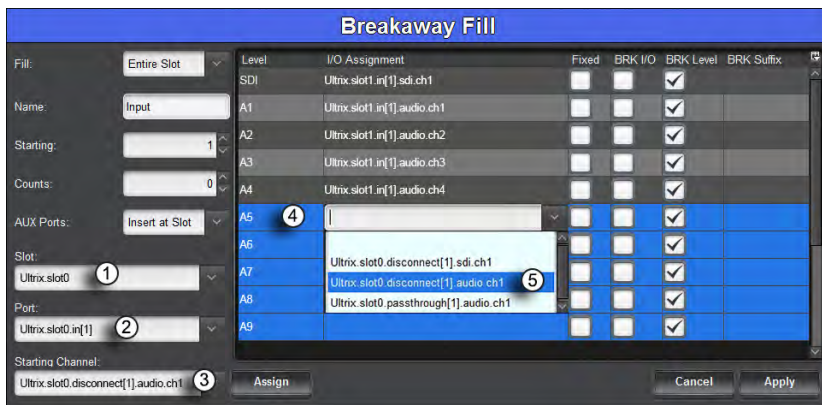 Breakaway Fill
Fill: Entire Slot
Name: Input
Starting: 1
Counts: 0
AUX Ports: Insert at Slot
Slot:
Ultrix.slot0 1
Port:
Ultrix.slot0.in[1] 2
Starting Channel:
Ultrix.slot0.disconnect[1].audio.ch1 3
Level I/O Assignment Fixed BRK I/O BRK Level BRK Suffix
SDI Ultrix.slot1.in[1].sdi.ch1
A1 Ultrix.slot1.in[1].audio.ch1
A2 Ultrix.slot1.in[1].audio.ch2
A3 Ultrix.slot1.in[1].audio.ch3
A4 Ultrix.slot1.in[1].audio.ch4
A5 4
A6
Ultrix.slot0.disconnect[1].sdi.ch1
A7 Ultrix.slot0.disconnect[1].audio.ch1 5
A8 Ultrix.slot0.passthrough[1].audio.ch1
A9
Assign Cancel Apply